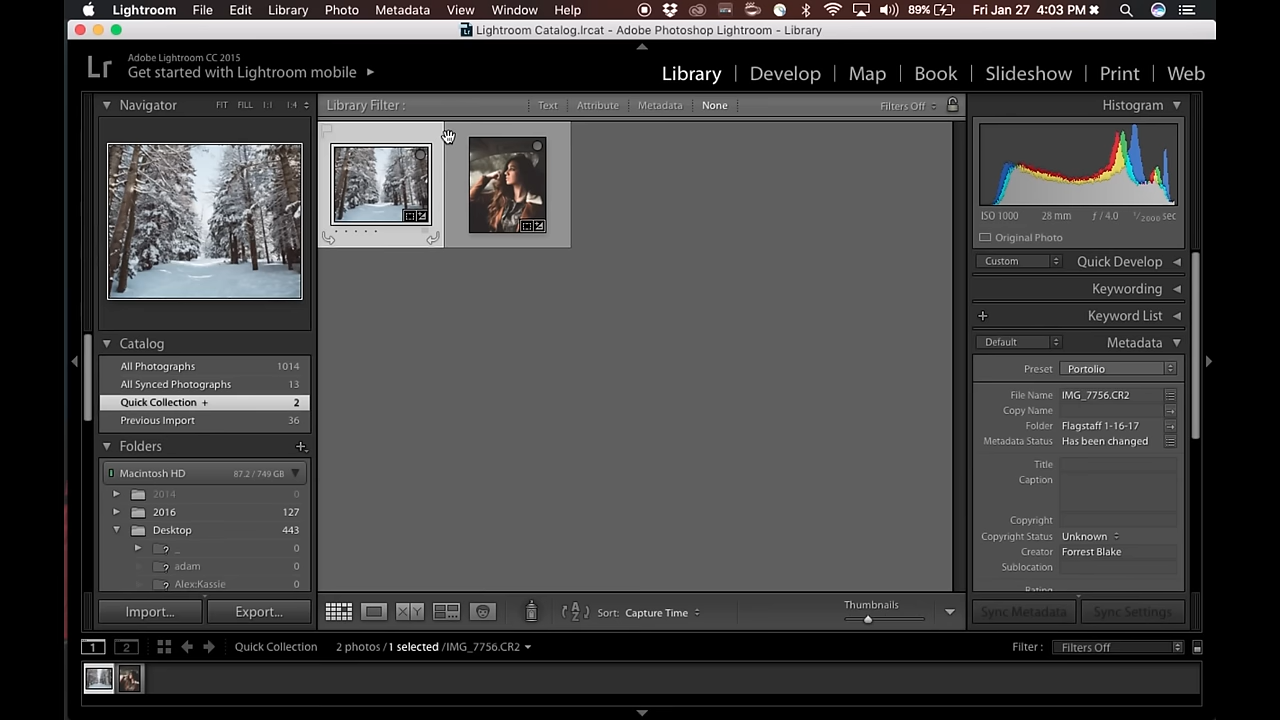 Lightroom File Edit Library Photo Metadata View Window Help 89% Fri Jan 27 4:03 PM
Lr Lightroom Catalog.lrcat - Adobe Photoshop Lightroom - Library
Lr Adobe Lightroom CC 2015
Get started with Lightroom mobile
Library | Develop | Map | Book | Slideshow | Print | Web
Navigator FIT FILL 1:1 1:4
Library Filter : Text Attribute Metadata None Filters Off
Histogram
ISO 1000 28 mm ƒ / 4.0 1/2000 sec
Original Photo
Custom Quick Develop
Keywording
+ Keyword List
Default Metadata
Preset Portolio
File Name IMG_7756.CR2
Copy Name
Folder Flagstaff 1-16-17
Metadata Status Has been changed
Title
Caption
Copyright
Copyright Status Unknown
Creator Forrest Blake
Sublocation
Rating
Catalog
All Photographs 1014
All Synced Photographs 13
Quick Collection + 2
Previous Import 36
Folders +
Macintosh HD 87.2 / 749 GB
2014 0
2016 127
Desktop 443
_ 0
adam 0
Alex:Kassie 0
Import... Export...
X Y A Z Sort: Capture Time Thumbnails
Sync Metadata Sync Settings
1 2 Quick Collection 2 photos / 1 selected / IMG_7756.CR2 Filter : Filters Off